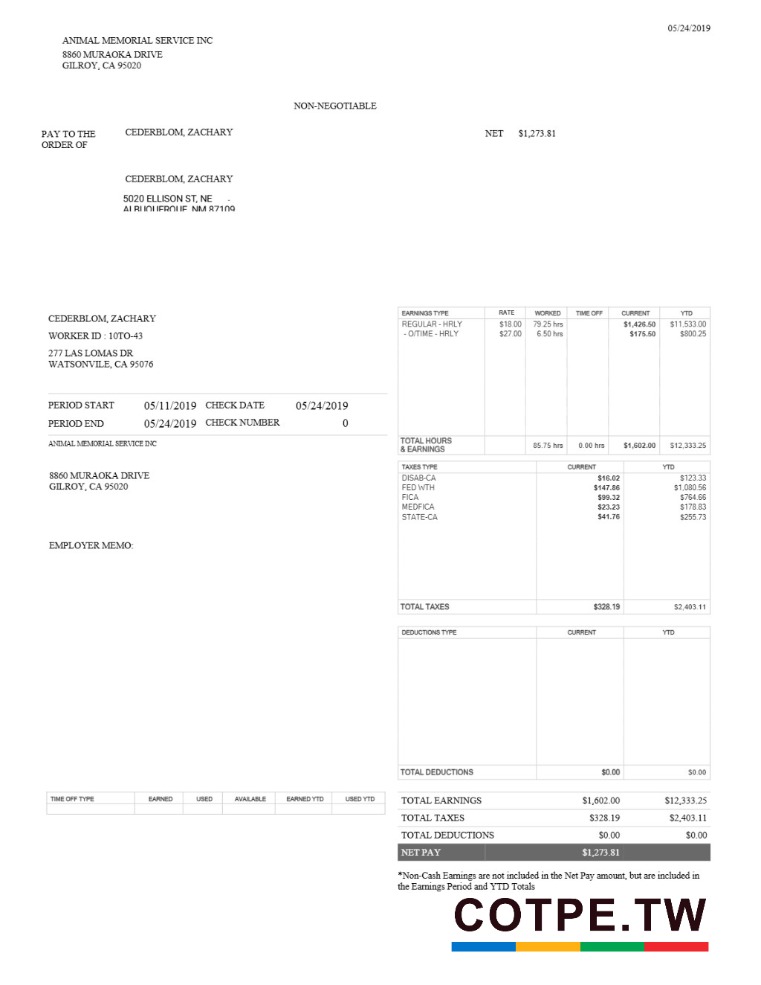 05/24/2019
ANIMAL MEMORIAL SERVICE INC
8860 MURAOKA DRIVE
GILROY, CA 95020
NON-NEGOTIABLE
PAY TO THE ORDER OF
CEDERBLOM, ZACHARY
NET $1,273.81
CEDERBLOM, ZACHARY
5020 ELLISON ST, NE
ALBUQUERQUE, NM 87109
CEDERBLOM, ZACHARY
WORKER ID : 10TO-43
277 LAS LOMAS DR
WATSONVILE, CA 95076
PERIOD START 05/11/2019 CHECK DATE 05/24/2019
PERIOD END 05/24/2019 CHECK NUMBER 0
ANIMAL MEMORIAL SERVICE INC
8860 MURAOKA DRIVE
GILROY, CA 95020
EMPLOYER MEMO:
EARNINGS TYPE RATE WORKED TIME OFF CURRENT YTD
REGULAR - HRLY $18.00 79.25 hrs $1,426.50 $11,533.00
- O/TIME - HRLY $27.00 6.50 hrs $175.50 $800.25
TOTAL HOURS
& EARNINGS 85.75 hrs 0.00 hrs $1,602.00 $12,333.25
TAXES TYPE CURRENT YTD
DISAB-CA $16.02 $123.33
FED WTH $147.86 $1,080.56
FICA $99.32 $764.66
MEDFICA $23.23 $178.83
STATE-CA $41.76 $255.73
TOTAL TAXES $328.19 $2,403.11
DEDUCTIONS TYPE CURRENT YTD
TOTAL DEDUCTIONS $0.00 $0.00
TIME OFF TYPE EARNED USED AVAILABLE EARNED YTD USED YTD
TOTAL EARNINGS $1,602.00 $12,333.25
TOTAL TAXES $328.19 $2,403.11
TOTAL DEDUCTIONS $0.00 $0.00
NET PAY $1,273.81
*Non-Cash Earnings are not included in the Net Pay amount, but are included in
the Earnings Period and YTD Totals
COTPE.TW